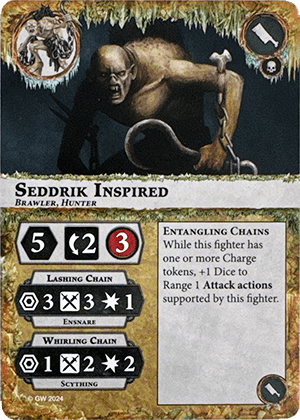 SEDDRIK INSPIRED
BRAWLER, HUNTER
5 2 3
LASHING CHAIN
3 3 1
ENSNARE
WHIRLING CHAIN
1 2 2
SCYTHING
ENTANGLING CHAINS
While this fighter has
one or more Charge
tokens, +1 Dice to
Range 1 Attack actions
supported by this fighter.
© GW 2024